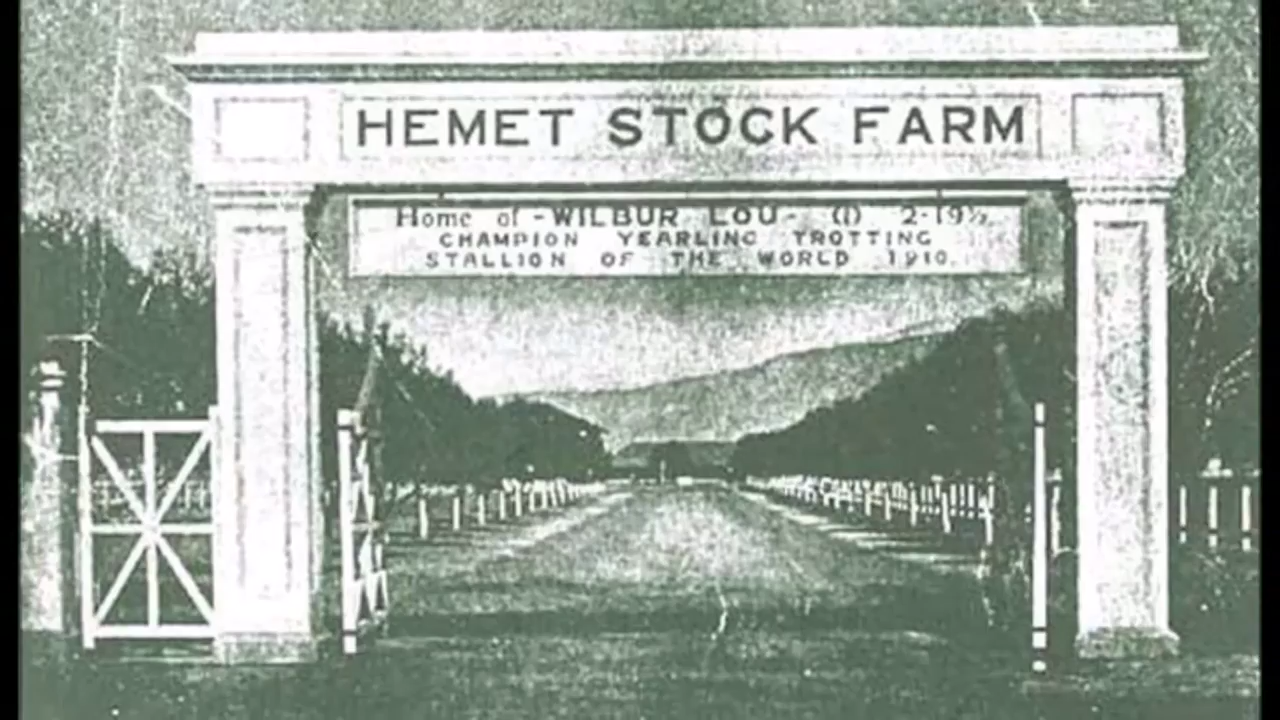 HEMET STOCK FARM
Home of - WILBUR LOU - (1) 2-19½
CHAMPION YEARLING TROTTING
STALLION OF THE WORLD 1910.